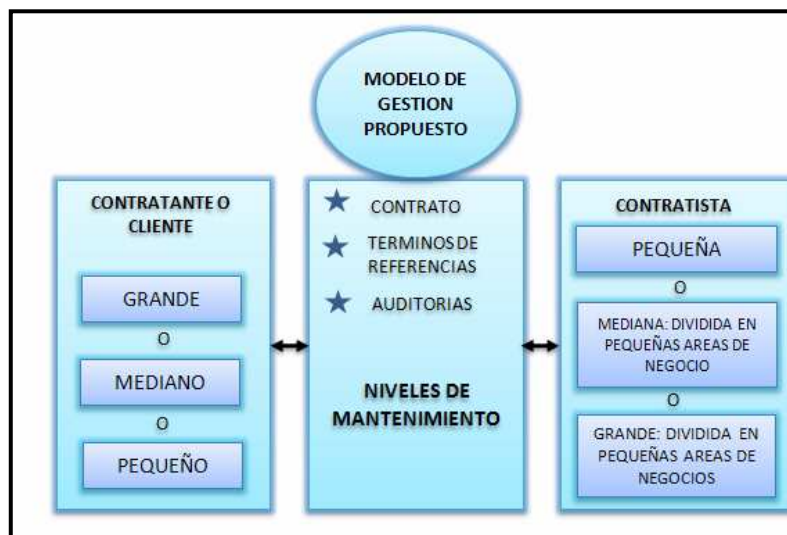 MODELO DE
GESTION
PROPUESTO
CONTRATANTE O
CLIENTE
GRANDE
O
MEDIANO
O
PEQUEÑO
CONTRATO
TERMINOS DE
REFERENCIAS
AUDITORIAS
NIVELES DE
MANTENIMIENTO
CONTRATISTA
PEQUEÑA
O
MEDIANA: DIVIDIDA EN
PEQUEÑAS AREAS DE
NEGOCIO
O
GRANDE: DIVIDIDA EN
PEQUEÑAS AREAS DE
NEGOCIOS